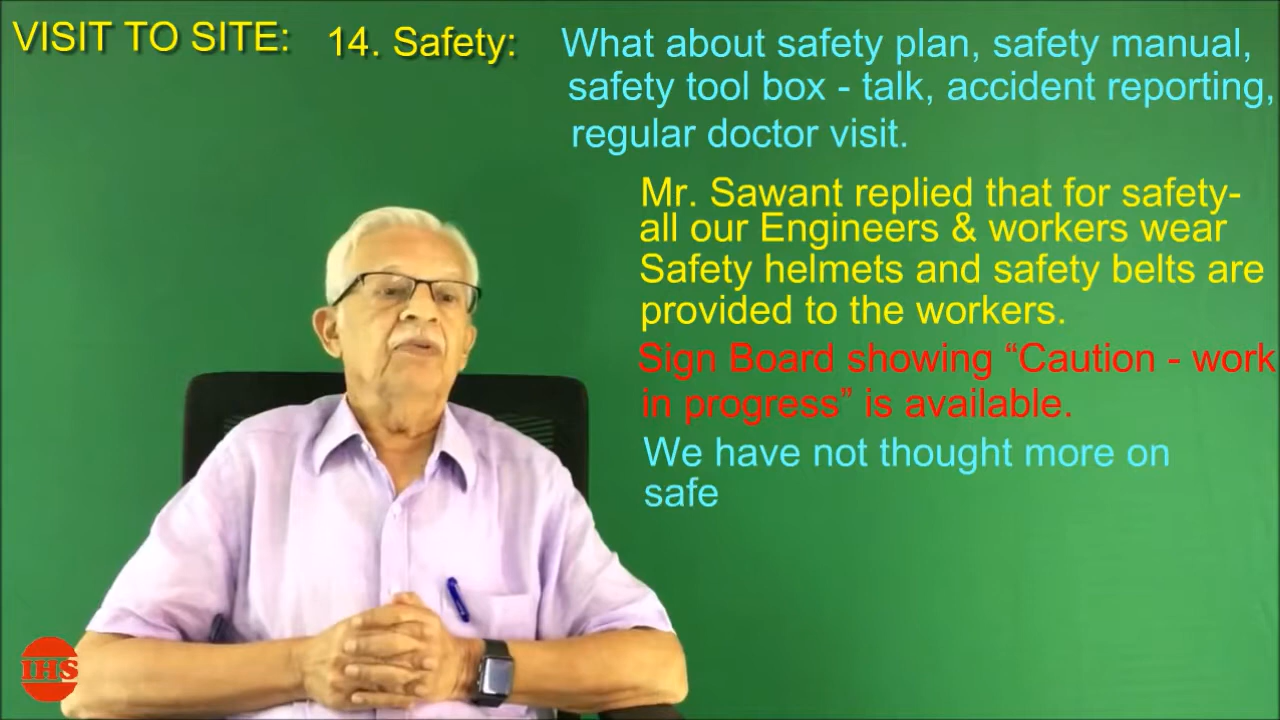 VISIT TO SITE: 14. Safety: What about safety plan, safety manual,
safety tool box - talk, accident reporting,
regular doctor visit.
Mr. Sawant replied that for safety-
all our Engineers & workers wear
Safety helmets and safety belts are
provided to the workers.
Sign Board showing “Caution - work
in progress” is available.
We have not thought more on
safe
IHS